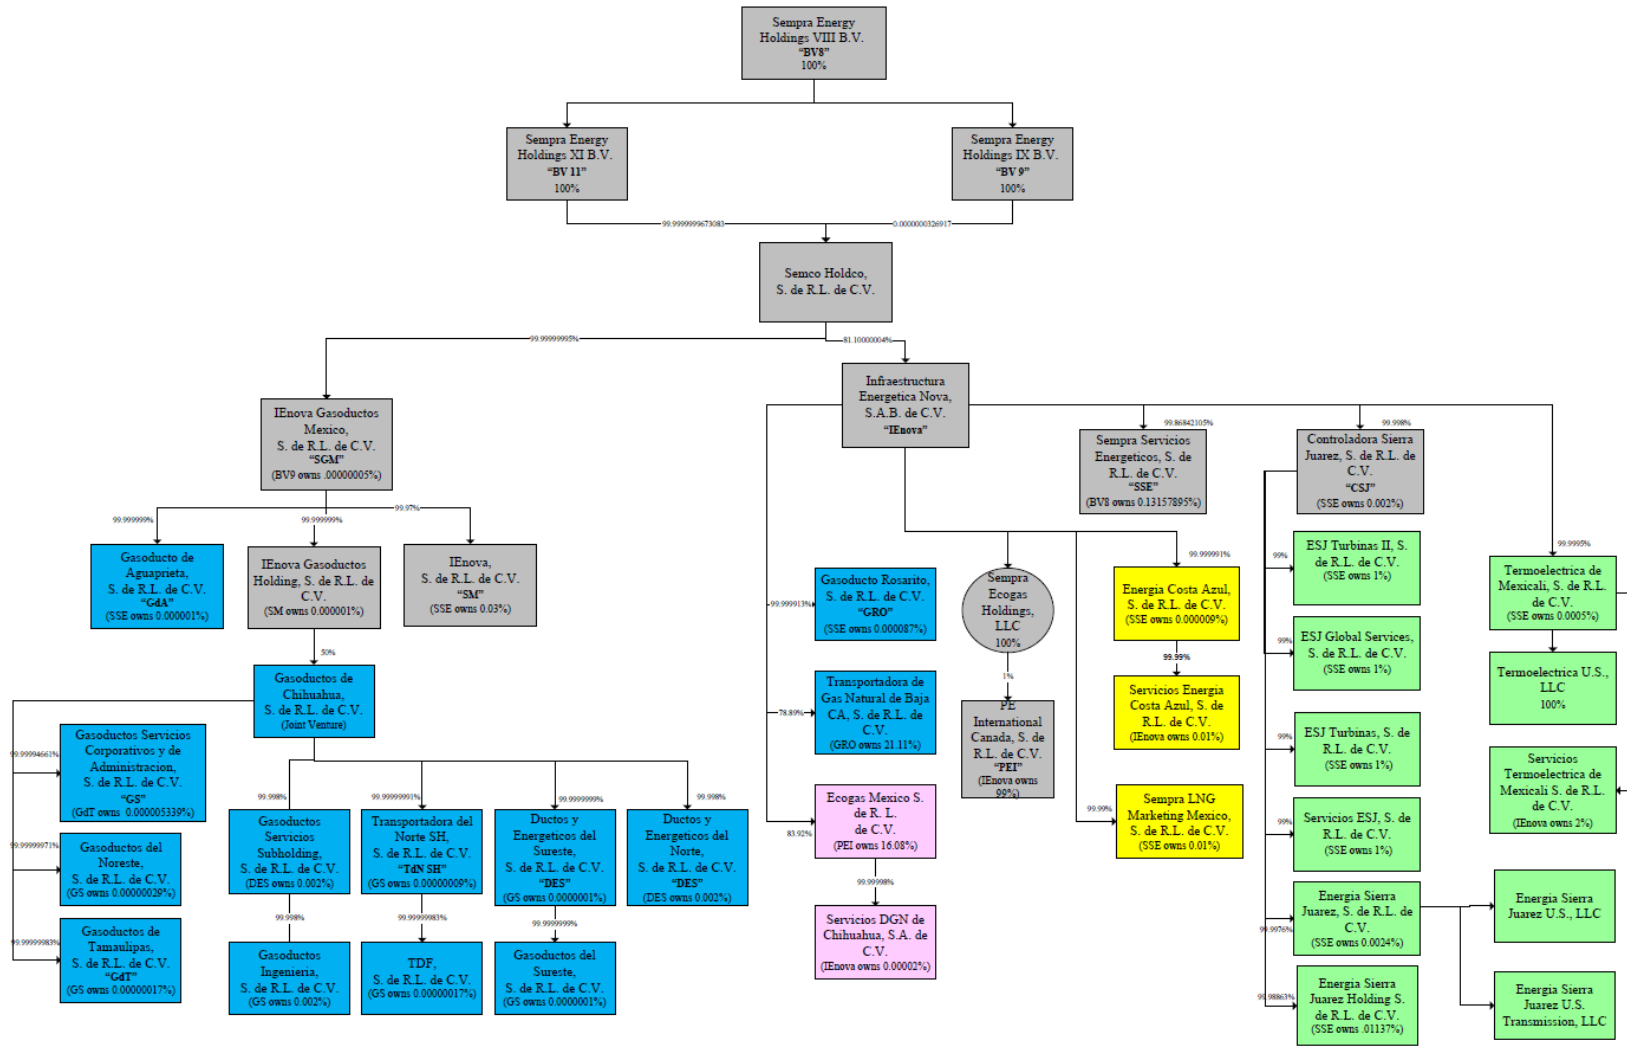 Sempra Energy
Holdings VIII B.V.
“BV8”
100%
Sempra Energy
Holdings XI B.V.
“BV 11”
100%
Sempra Energy
Holdings IX B.V.
“BV 9”
100%
99.9999999673083
0.0000000326917
Semco Holdco,
S. de R.L. de C.V.
99.99999995%
81.10000004%
IEnova Gasoductos
Mexico,
S. de R.L. de C.V.
“SGM”
(BV9 owns .00000005%)
Infraestructura
Energetica Nova,
S.A.B. de C.V.
“IEnova”
99.86842105%
Sempra Servicios
Energeticos, S. de
R.L. de C.V.
“SSE”
(BV8 owns 0.13157895%)
99.998%
Controladora Sierra
Juarez, S. de R.L. de
C.V.
“CSJ”
(SSE owns 0.002%)
99.999999%
99.999999%
99.97%
Gasoducto de
Aguaprieta,
S. de R.L. de C.V.
“GdA”
(SSE owns 0.000001%)
IEnova Gasoductos
Holding, S. de R.L. de
C.V.
(SM owns 0.000001%)
IEnova,
S. de R.L. de C.V.
“SM”
(SSE owns 0.03%)
50%
Gasoductos de
Chihuahua,
S. de R.L. de C.V.
(Joint Venture)
99.99994661%
Gasoductos Servicios
Corporativos y de
Administracion,
S. de R.L. de C.V.
“GS”
(GdT owns 0.000005339%)
99.99999971%
Gasoductos del
Noreste,
S. de R.L. de C.V.
(GS owns 0.00000029%)
99.99999983%
Gasoductos de
Tamaulipas,
S. de R.L. de C.V.
“GdT”
(GS owns 0.00000017%)
99.998%
Gasoductos
Servicios
Subholding,
S. de R.L. de C.V.
(DES owns 0.002%)
99.998%
Gasoductos
Ingenieria,
S. de R.L. de C.V.
(GS owns 0.002%)
99.99999991%
Transportadora del
Norte SH,
S. de R.L. de C.V.
“TdN SH”
(GS owns 0.00000009%)
99.99999983%
TDF,
S. de R.L. de C.V.
(GS owns 0.00000017%)
99.9999999%
Ductos y
Energeticos del
Sureste,
S. de R.L. de C.V.
“DES”
(GS owns 0.0000001%)
99.9999999%
Gasoductos del
Sureste,
S. de R.L. de C.V.
(GS owns 0.0000001%)
99.998%
Ductos y
Energeticos del
Norte,
S. de R.L. de C.V.
“DES”
(DES owns 0.002%)
99.999913%
Gasoducto Rosarito,
S. de R.L. de C.V.
“GRO”
(SSE owns 0.000087%)
78.89%
Transportadora de
Gas Natural de Baja
CA, S. de R.L. de
C.V.
(GRO owns 21.11%)
83.92%
Ecogas Mexico S.
de R. L.
de C.V.
(PEI owns 16.08%)
99.99998%
Servicios DGN de
Chihuahua, S.A. de
C.V.
(IEnova owns 0.00002%)
Sempra
Ecogas
Holdings,
LLC
100%
1%
PE
International
Canada, S. de
R.L. de C.V.
“PEI”
(IEnova owns
99%)
99.999991%
Energia Costa Azul,
S. de R.L. de C.V.
(SSE owns 0.000009%)
99.99%
Servicios Energia
Costa Azul, S. de
R.L. de C.V.
(IEnova owns 0.01%)
99.99%
Sempra LNG
Marketing Mexico,
S. de R.L. de C.V.
(SSE owns 0.01%)
99%
ESJ Turbinas II, S.
de R.L. de C.V.
(SSE owns 1%)
99%
ESJ Global Services,
S. de R.L. de C.V.
(SSE owns 1%)
99%
ESJ Turbinas, S. de
R.L. de C.V.
(SSE owns 1%)
99%
Servicios ESJ, S. de
R.L. de C.V.
(SSE owns 1%)
99.9976%
Energia Sierra
Juarez, S. de R.L. de
C.V.
(SSE owns 0.0024%)
99.98863%
Energia Sierra
Juarez Holding S.
de R.L. de C.V.
(SSE owns .01137%)
99.9995%
Termoelectrica de
Mexicali, S. de R.L.
de C.V.
(SSE owns 0.0005%)
Termoelectrica U.S.,
LLC
100%
Servicios
Termoelectrica de
Mexicali S. de R.L.
de C.V.
(IEnova owns 2%)
Energia Sierra
Juarez U.S., LLC
Energia Sierra
Juarez U.S.
Transmission, LLC